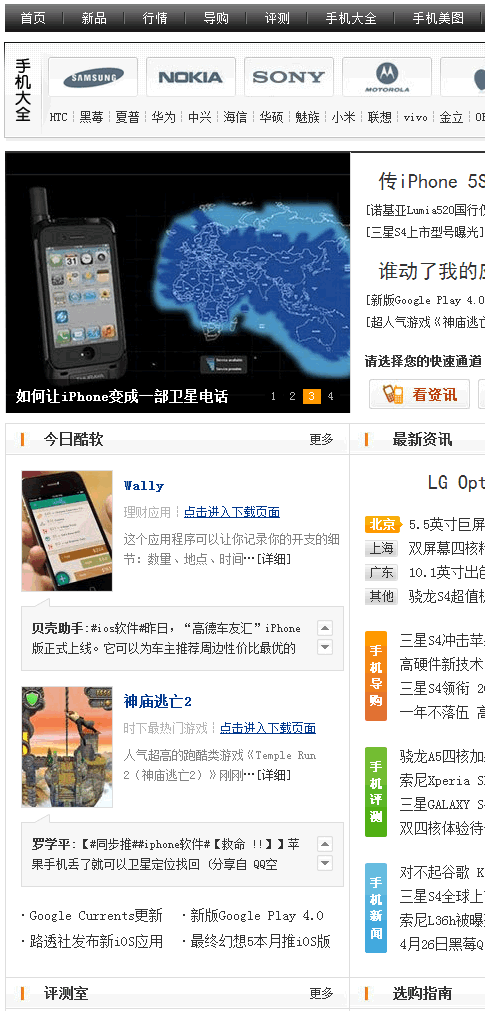 首页 新品 行情 导购 评测 手机大全 手机美图
手机大全
SAMSUNG NOKIA SONY MOTOROLA
HTC 黑莓 夏普 华为 中兴 海信 华硕 魅族 小米 联想 vivo 金立
如何让iPhone变成一部卫星电话
1 2 3 4
传iPhone 5S
[诺基亚Lumia520国行
[三星S4上市型号曝光]
谁动了我的
[新版Google Play 4.0
[超人气游戏《神庙逃
请选择您的快速通道
看资讯
今日酷软 更多
Wally
理财应用 点击进入下载页面
这个应用程序可以让你记录你的开支的细
节：数量、地点、时间…[详细]
贝壳助手:#ios软件#昨日，“高德车友汇”iPhone
版正式上线。它可以为车主推荐周边性价比最优的
神庙逃亡2
时下最热门游戏 点击进入下载页面
人气超高的跑酷类游戏《Temple Run
2（神庙逃亡2）》刚刚…[详细]
罗学平:【#同步推##iphone软件#【救命 !!】】苹
果手机丢了就可以卫星定位找回 (分享自 QQ空
· Google Currents更新 · 新版Google Play 4.0
· 路透社发布新iOS应用 · 最终幻想5本月推iOS版
评测室 更多
最新资讯
LG Opt
北京 5.5英寸巨屏
上海 双屏幕四核
广东 10.1英寸出
其他 骁龙S4超值
手机导购
三星S4冲击苹
高硬件新技术
三星S4领衔 20
一年不落伍
手机评测
骁龙A5四核加
索尼Xperia S
三星GALAXY S
双四核体验待
手机新闻
对不起谷歌
三星S4全球上
索尼L36h被曝
4月26日黑莓Q
选购指南